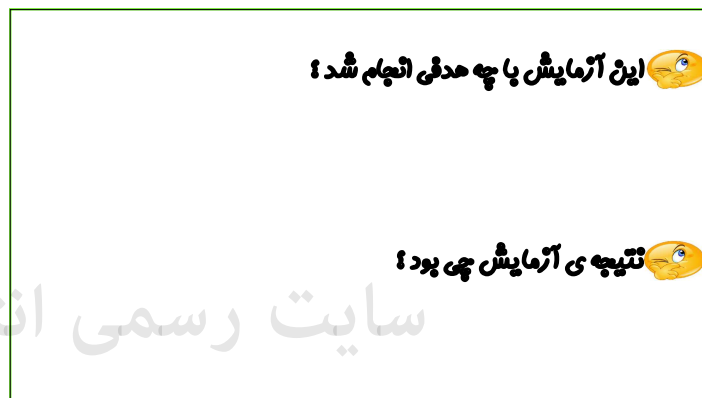 این آزمایش با چه هدفی انجام شد ؟
نتیجه ی آزمایش چی بود ؟
سایت رسمی